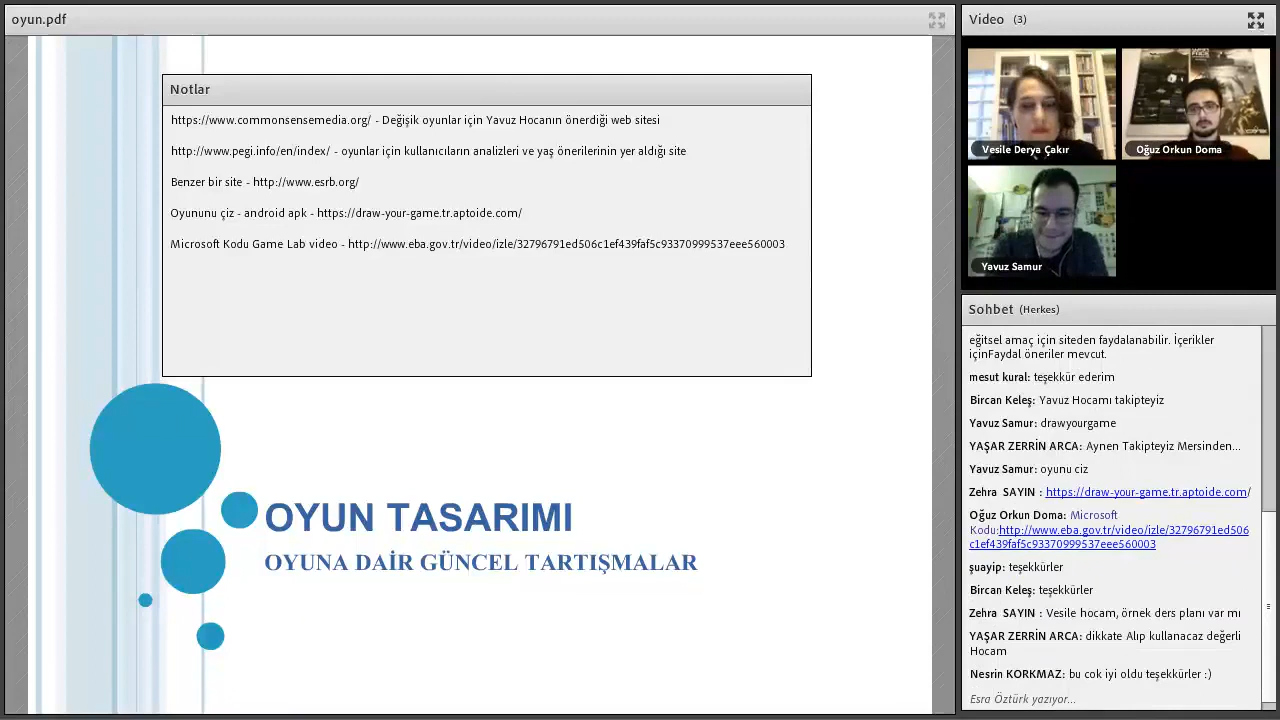 oyun.pdf
Notlar
https://www.commonsensemedia.org/ - Değişik oyunlar için Yavuz Hocanın önerdiği web sitesi
http://www.pegi.info/en/index/ - oyunlar için kullanıcıların analizleri ve yaş önerilerinin yer aldığı site
Benzer bir site - http://www.esrb.org/
Oyununu çiz - android apk - https://draw-your-game.tr.aptoide.com/
Microsoft Kodu Game Lab video - http://www.eba.gov.tr/video/izle/32796791ed506c1ef439faf5c93370999537eee560003
OYUN TASARIMI
OYUNA DAİR GÜNCEL TARTIŞMALAR
Video (3)
Vesile Derya Çakır
Oğuz Orkun Doma
Yavuz Samur
Sohbet (Herkes)
eğitsel amaç için siteden faydalanabilir. İçerikler
içinFaydal öneriler mevcut.
mesut kural: teşekkür ederim
Bircan Keleş: Yavuz Hocamı takipteyiz
Yavuz Samur: drawyourgame
YAŞAR ZERRİN ARCA: Aynen Takipteyiz Mersinden...
Yavuz Samur: oyunu ciz
Zehra SAYIN : https://draw-your-game.tr.aptoide.com/
Oğuz Orkun Doma: Microsoft
Kodu:http://www.eba.gov.tr/video/izle/32796791ed506
c1ef439faf5c93370999537eee560003
şuayip: teşekkürler
Bircan Keleş: teşekkürler
Zehra SAYIN : Vesile hocam, örnek ders planı var mı
YAŞAR ZERRİN ARCA: dikkate Alıp kullanacaz değerli
Hocam
Nesrin KORKMAZ: bu cok iyi oldu teşekkürler :)
Esra Öztürk yazıyor...